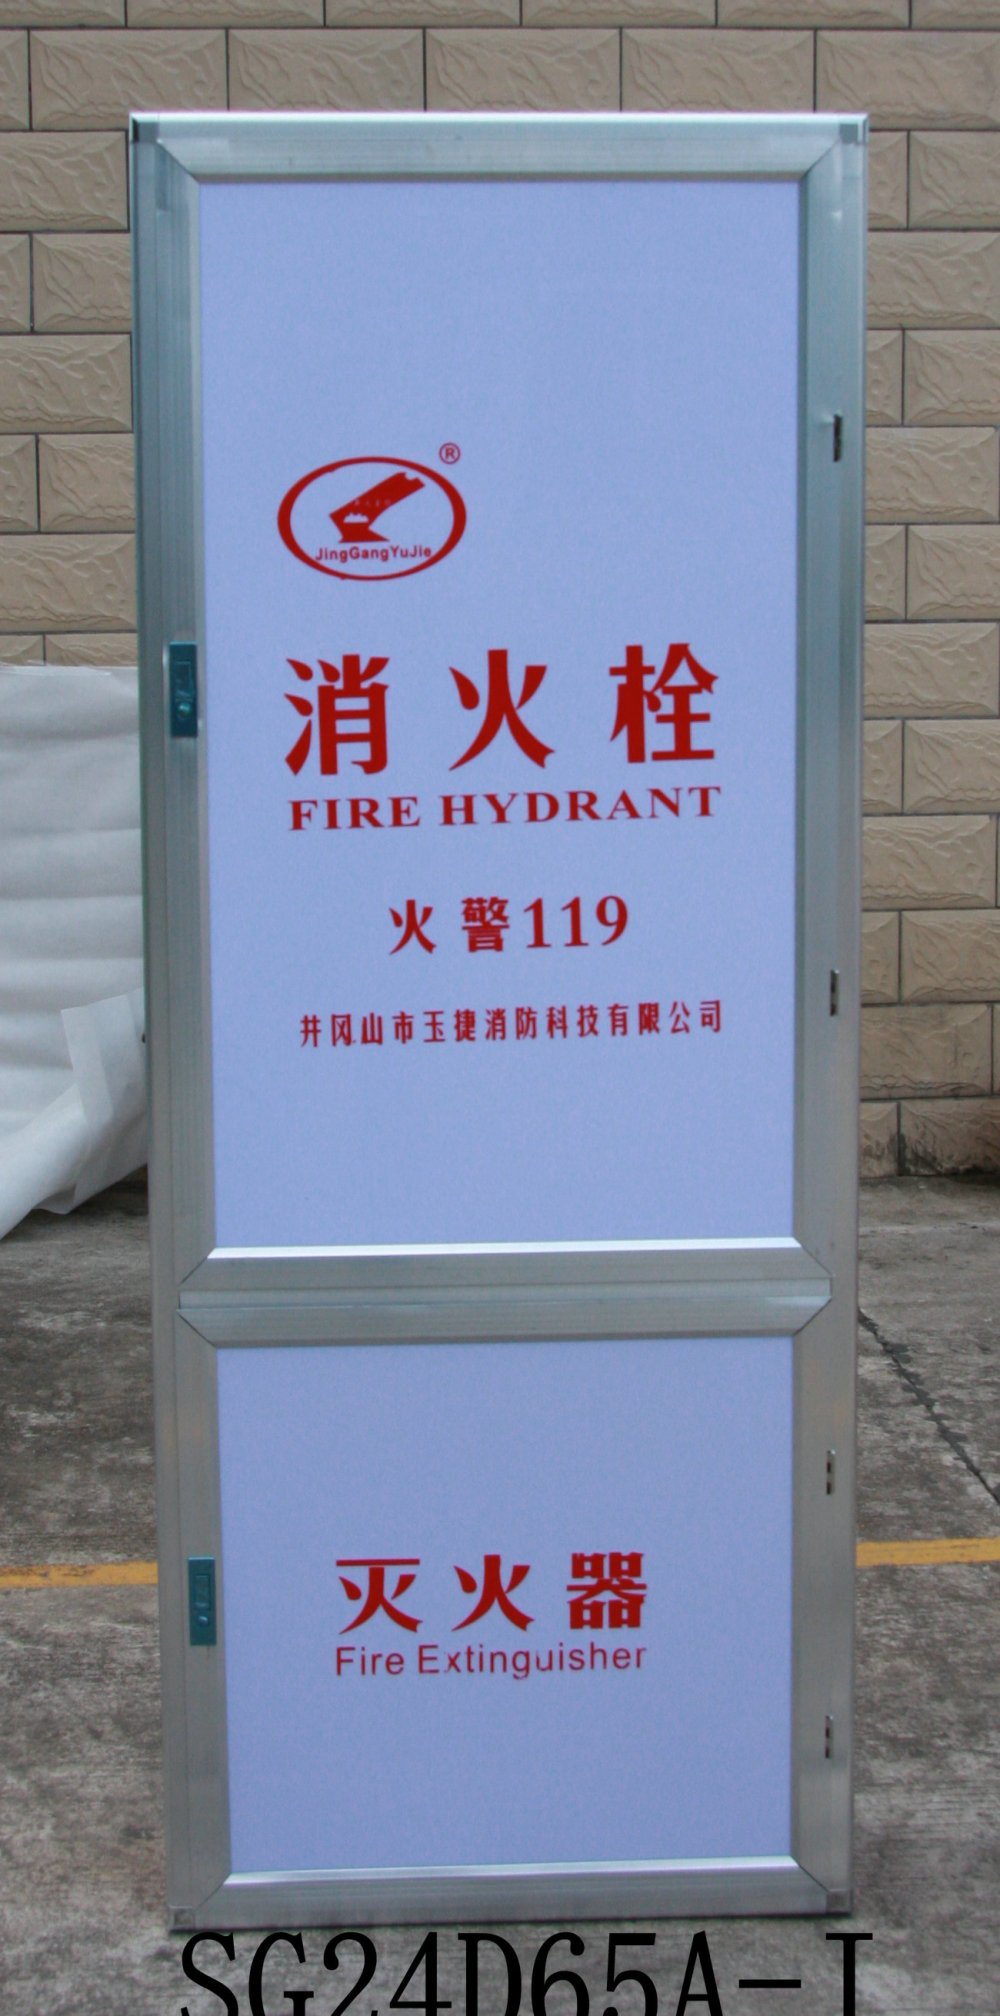 ®
JingGangYuJie
消火栓
FIRE HYDRANT
火警119
井冈山市玉捷消防科技有限公司
灭火器
Fire Extinguisher
SG24D65A-I